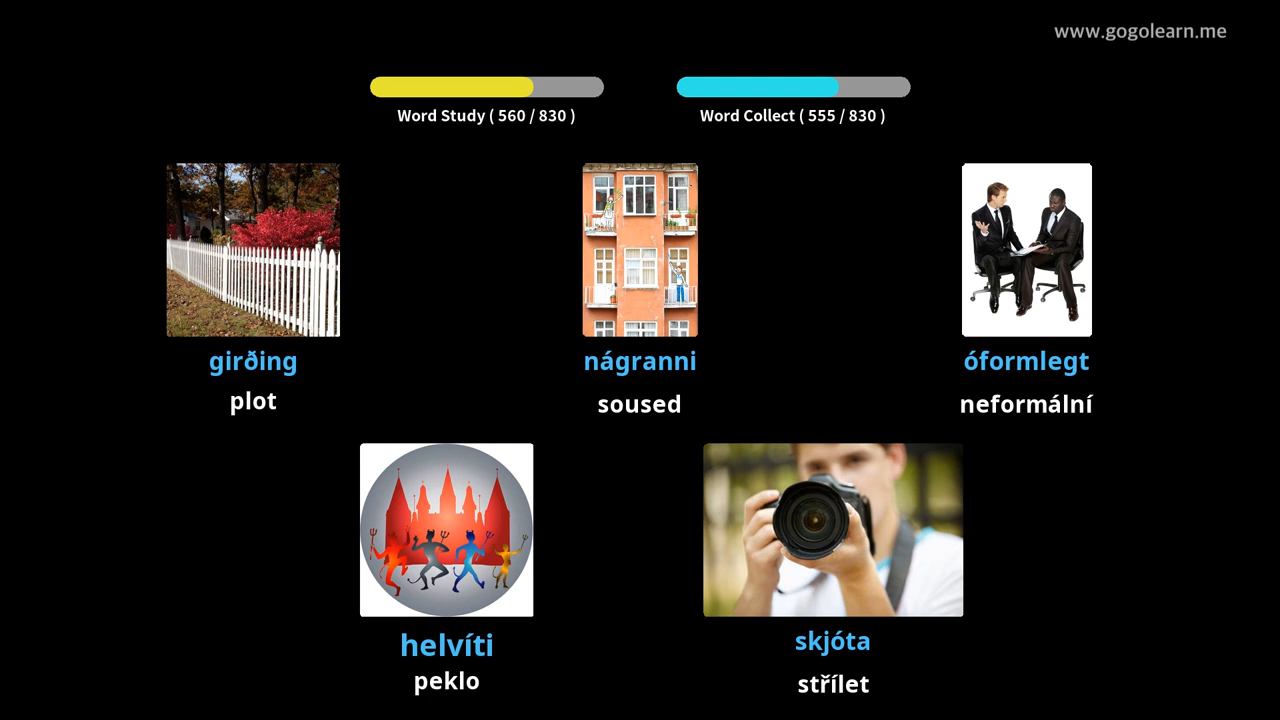 www.gogolearn.me
Word Study ( 560 / 830 )
Word Collect ( 555 / 830 )
girðing
plot
nágranni
soused
óformlegt
neformální
helvíti
peklo
skjóta
střílet